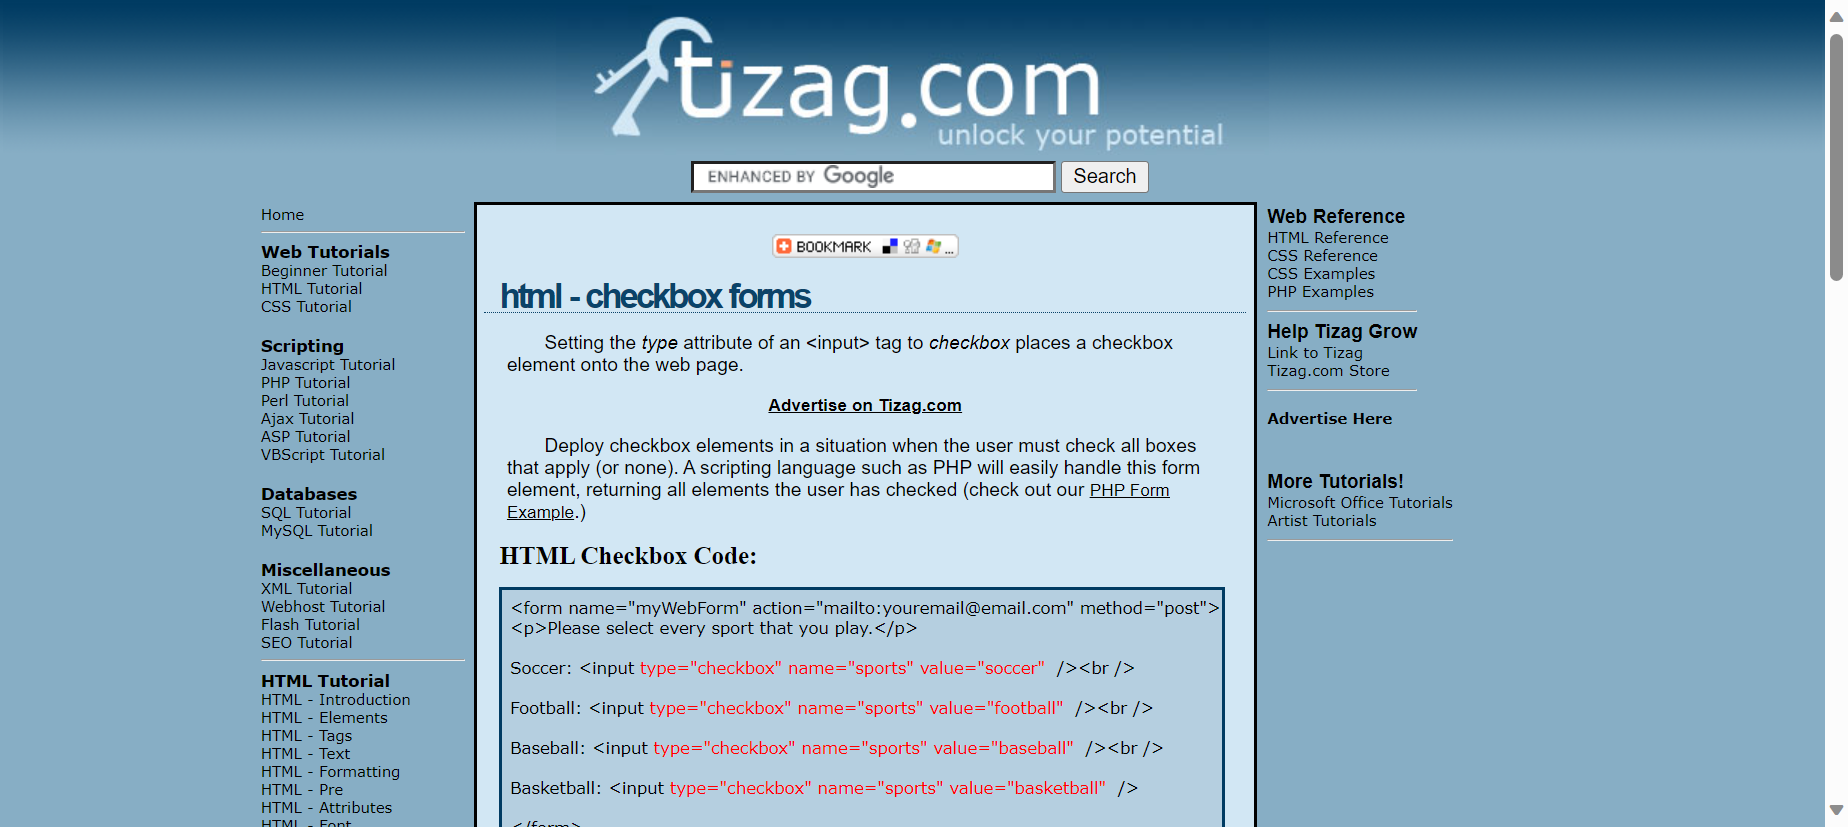 tizag.com
unlock your potential
ENHANCED BY Google
Search
Home
Web Tutorials
Beginner Tutorial
HTML Tutorial
CSS Tutorial
Scripting
Javascript Tutorial
PHP Tutorial
Perl Tutorial
Ajax Tutorial
ASP Tutorial
VBScript Tutorial
Databases
SQL Tutorial
MySQL Tutorial
Miscellaneous
XML Tutorial
Webhost Tutorial
Flash Tutorial
SEO Tutorial
HTML Tutorial
HTML - Introduction
HTML - Elements
HTML - Tags
HTML - Text
HTML - Formatting
HTML - Pre
HTML - Attributes
HTML - Font
BOOKMARK ...
html - checkbox forms
Setting the type attribute of an <input> tag to checkbox places a checkbox
element onto the web page.
Advertise on Tizag.com
Deploy checkbox elements in a situation when the user must check all boxes
that apply (or none). A scripting language such as PHP will easily handle this form
element, returning all elements the user has checked (check out our PHP Form
Example.)
HTML Checkbox Code:
<form name="myWebForm" action="mailto:youremail@email.com" method="post">
<p>Please select every sport that you play.</p>
Soccer: <input type="checkbox" name="sports" value="soccer" /><br />
Football: <input type="checkbox" name="sports" value="football" /><br />
Baseball: <input type="checkbox" name="sports" value="baseball" /><br />
Basketball: <input type="checkbox" name="sports" value="basketball" />
</form>
Web Reference
HTML Reference
CSS Reference
CSS Examples
PHP Examples
Help Tizag Grow
Link to Tizag
Tizag.com Store
Advertise Here
More Tutorials!
Microsoft Office Tutorials
Artist Tutorials